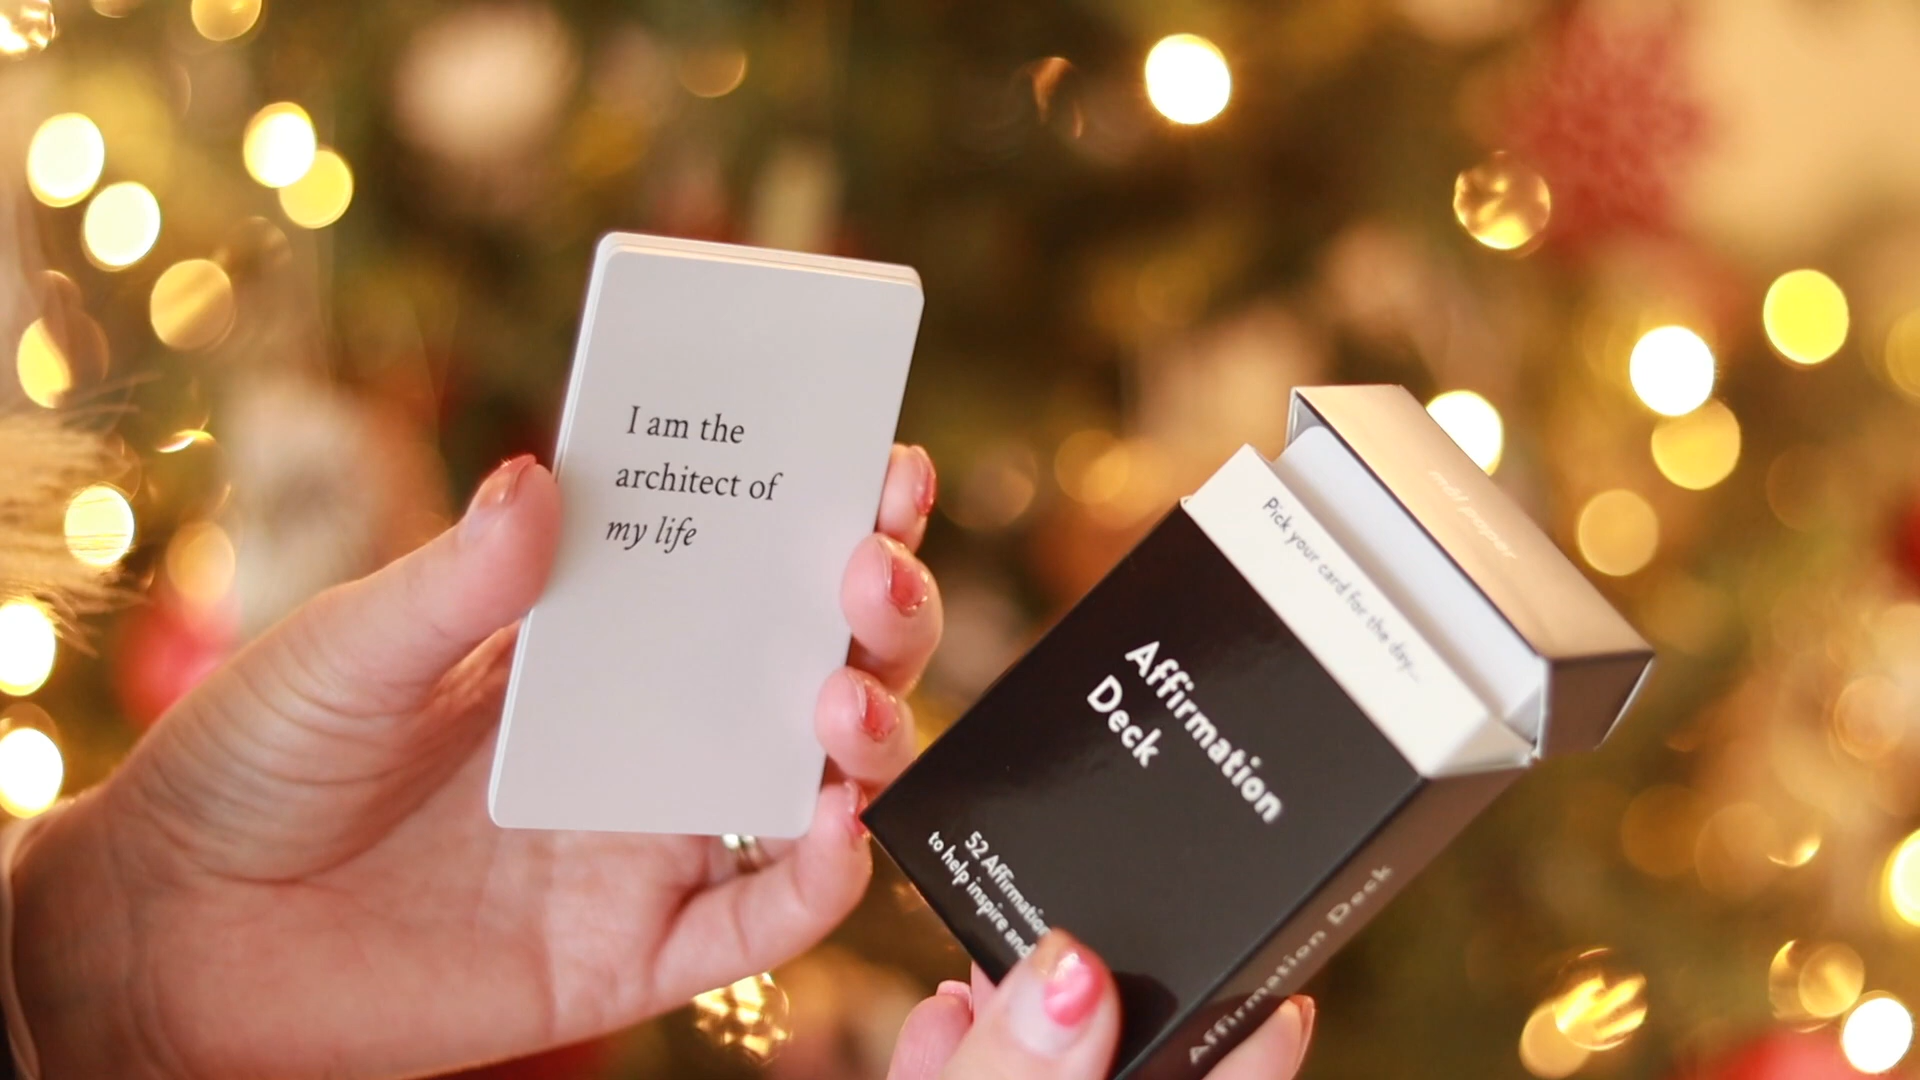 I am the
architect of
my life
Pick your card for the day...
Affirmation
Deck
52 Affirmation
to help inspire and
Affirmation Deck